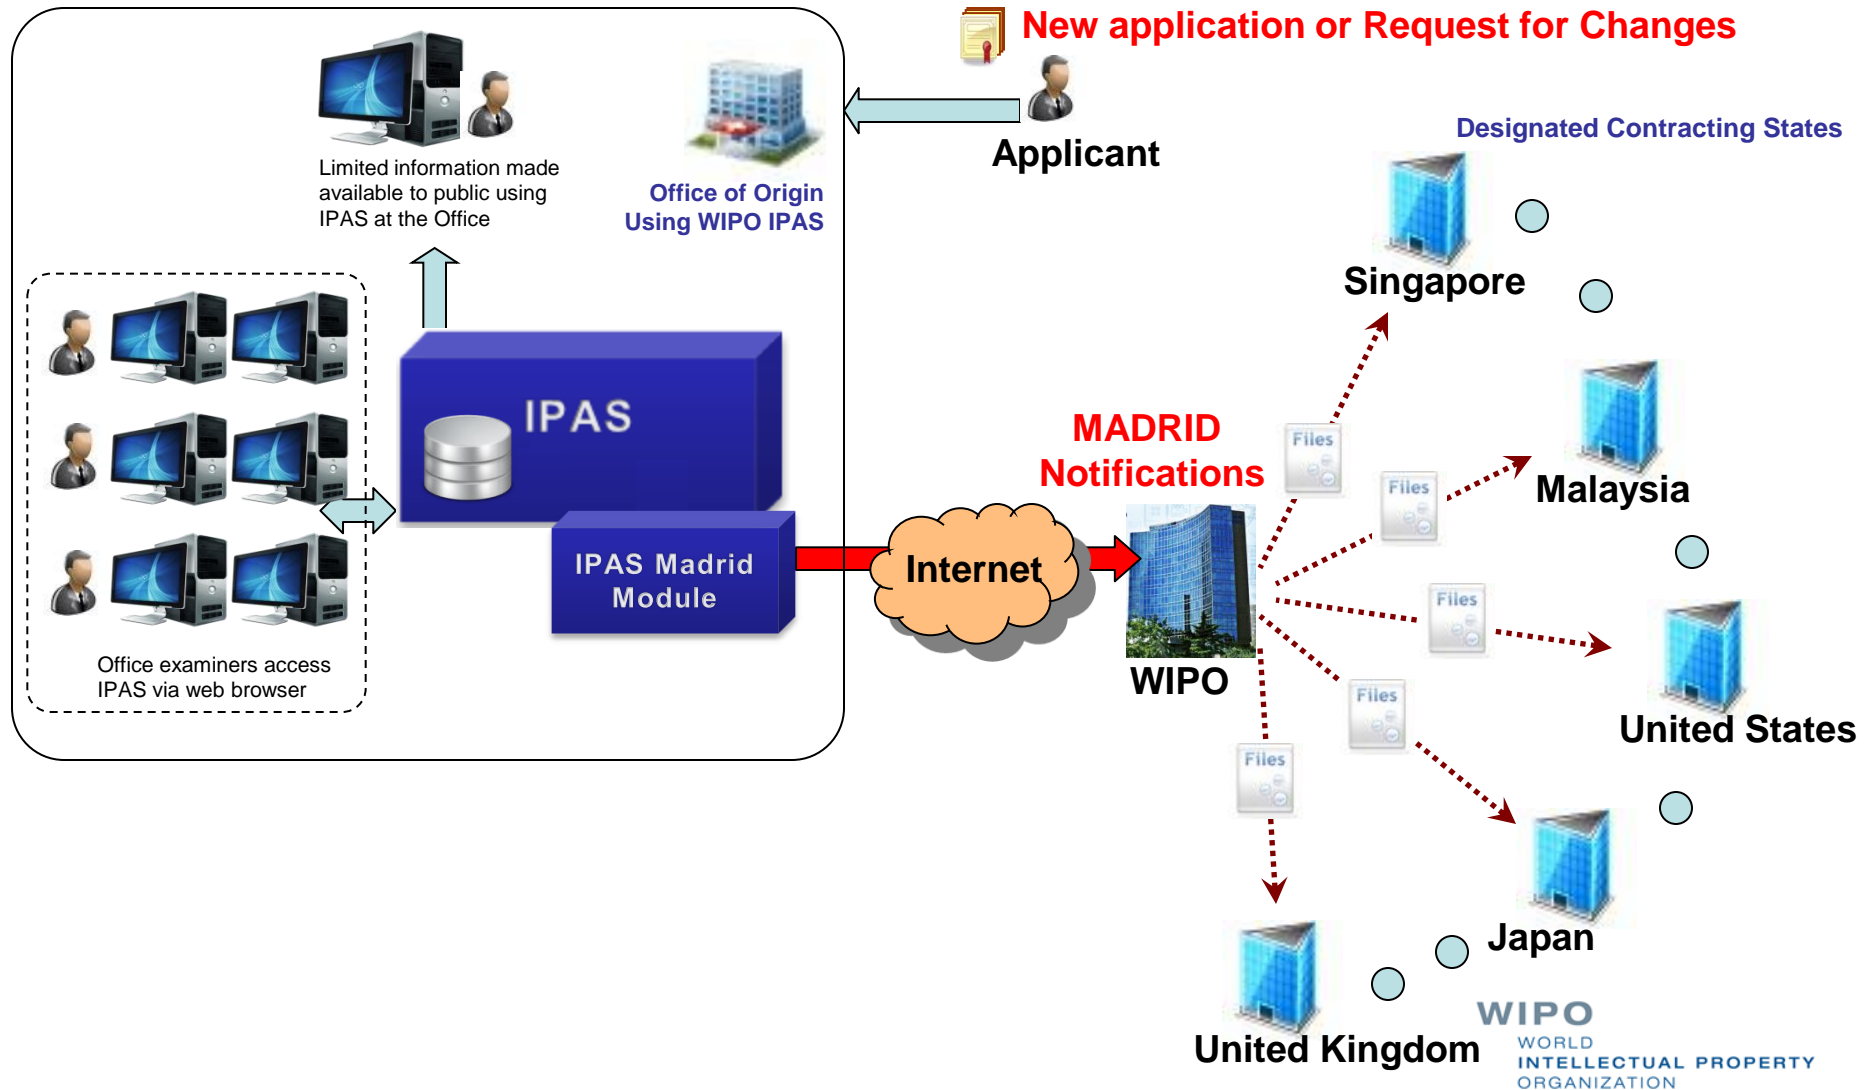 New application or Request for Changes
Applicant
Designated Contracting States
Limited information made
available to public using
IPAS at the Office
Office of Origin
Using WIPO IPAS
Singapore
IPAS
MADRID
Notifications
Files
Files
Malaysia
IPAS Madrid
Module
Internet
Files
Office examiners access
IPAS via web browser
WIPO
Files
United States
Files
Japan
United Kingdom
WIPO
WORLD
INTELLECTUAL PROPERTY
ORGANIZATION